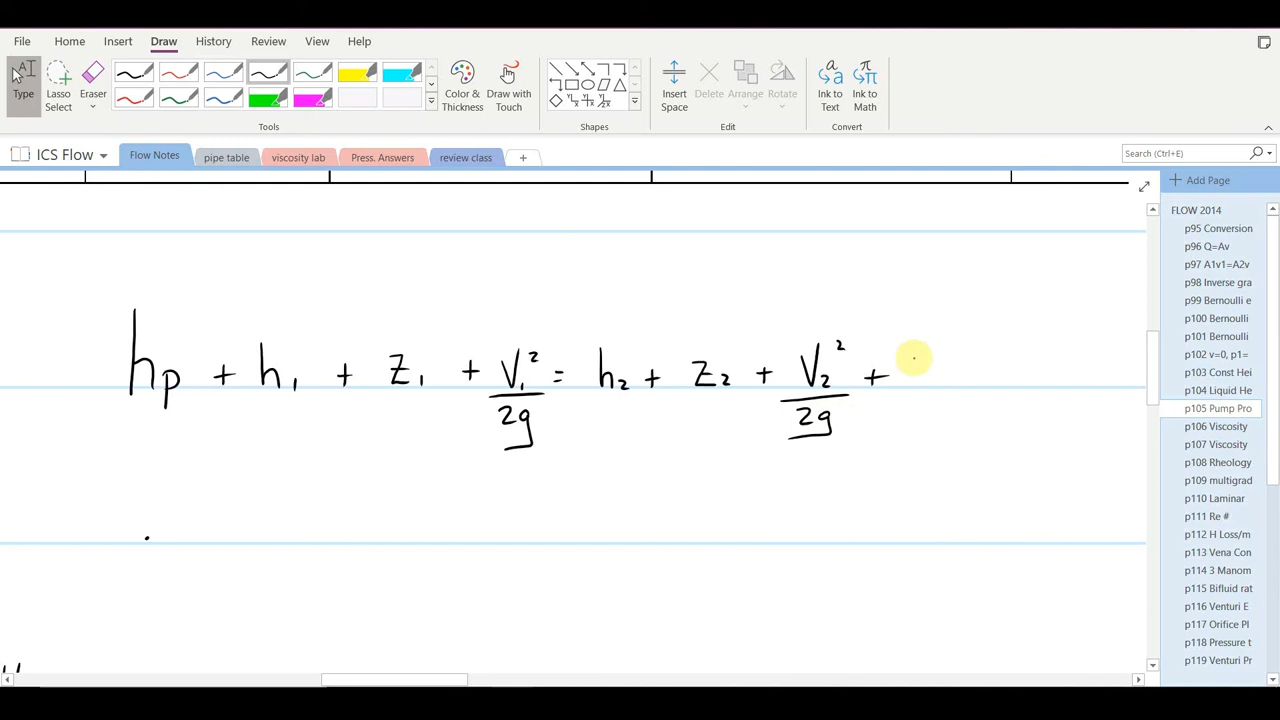 File Home Insert Draw History Review View Help
Type Lasso Select Eraser
Color & Thickness Draw with Touch
Insert Space Delete Arrange Rotate
Ink to Text Ink to Math
Tools Shapes Edit Convert
ICS Flow Flow Notes pipe table viscosity lab Press. Answers review class + Search (Ctrl+E)
+ Add Page
FLOW 2014
p95 Conversion
p96 Q=Av
p97 A1v1=A2v
p98 Inverse gra
p99 Bernoulli e
p100 Bernoulli
p101 Bernoulli
p102 v=0, p1=
p103 Const Hei
p104 Liquid He
p105 Pump Pro
p106 Viscosity
p107 Viscosity
p108 Rheology
p109 multigrad
p110 Laminar
p111 Re #
p112 H Loss/m
p113 Vena Con
p114 3 Manom
p115 Bifluid rat
p116 Venturi E
p117 Orifice Pl
p118 Pressure t
p119 Venturi Pr
hp + h₁ + z₁ + V₁² = h₂ + z₂ + V₂² +
2g 2g